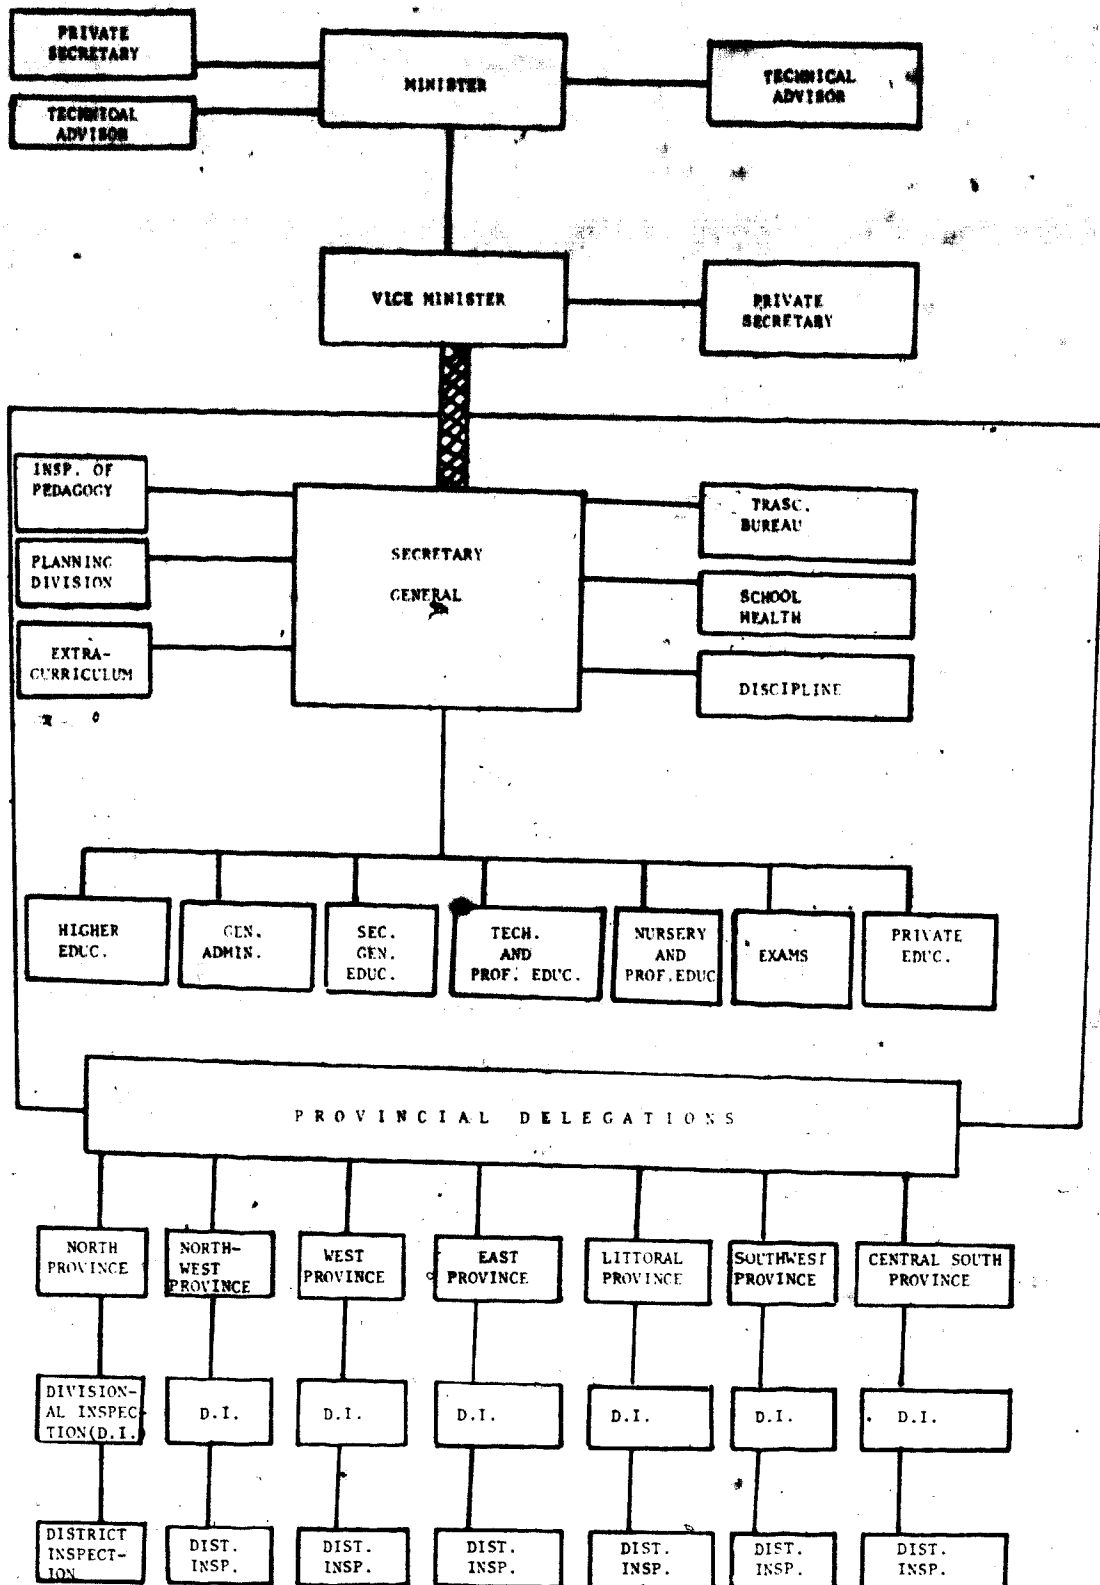 PRIVATE
SECRETARY
MINISTER
TECHNICAL
ADVISOR
TECHNICAL
ADVISOR
VICE MINISTER
PRIVATE
SECRETARY
INSP. OF
PEDAGOGY
PLANNING
DIVISION
EXTRA-
CURRICULUM
SECRETARY
GENERAL
TRASC.
BUREAU
SCHOOL
HEALTH
DISCIPLINE
HIGHER
EDUC.
GEN.
ADMIN.
SEC.
GEN.
EDUC.
TECH.
AND
PROF. EDUC.
NURSERY
AND
PROF.EDUC
EXAMS
PRIVATE
EDUC.
PROVINCIAL DELEGATIONS
NORTH
PROVINCE
NORTH-
WEST
PROVINCE
WEST
PROVINCE
EAST
PROVINCE
LITTORAL
PROVINCE
SOUTHWEST
PROVINCE
CENTRAL SOUTH
PROVINCE
DIVISION-
AL INSPEC-
TION(D.I.)
D.I.
D.I.
D.I.
D.I.
D.I.
D.I.
DISTRICT
INSPECT-
ION
DIST.
INSP.
DIST.
INSP.
DIST.
INSP.
DIST.
INSP.
DIST.
INSP.
DIST.
INSP.